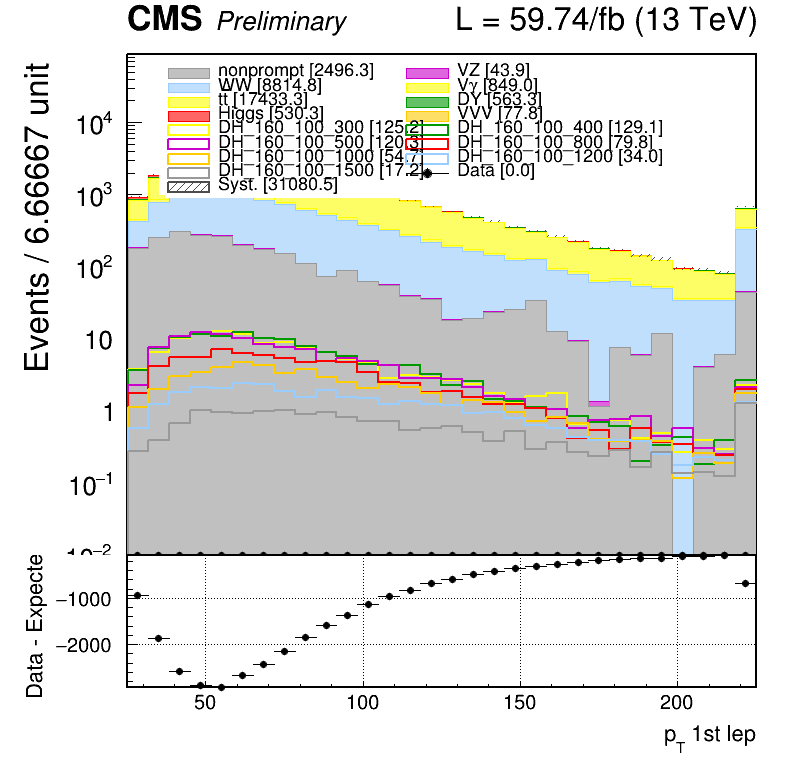 CMS Preliminary L = 59.74/fb (13 TeV)
nonprompt [2496.3] VZ [43.9]
WW [8814.8] Vγ [849.0]
tt [17433.3] DY [563.3]
Higgs [530.3] VVV [77.8]
DH_160_100_300 [125.2] DH_160_100_400 [129.1]
DH_160_100_500 [120.3] DH_160_100_800 [79.8]
DH_160_100_1000 [54.7] DH_160_100_1200 [34.0]
DH_160_100_1500 [17.2] Data [0.0]
Syst. [31080.5]
Events / 6.66667 unit
10⁴
10³
10²
10
1
10⁻¹
10⁻²
Data - Expecte
−1000
−2000
50 100 150 200
p_T 1st lep